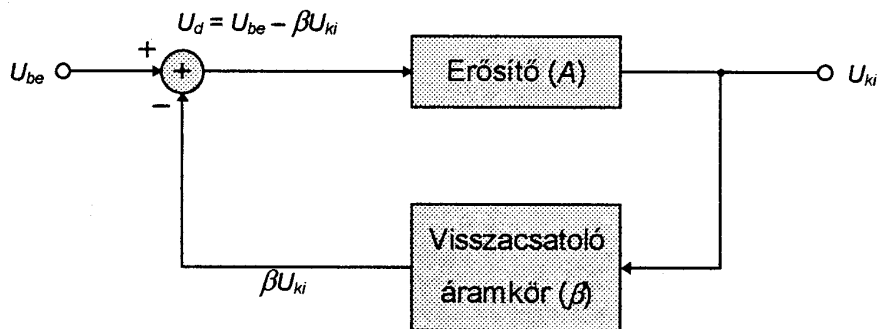 U_d = U_be – βU_ki
+
U_be
+
Erősítő (A)
U_ki
–
Visszacsatoló
áramkör (β)
βU_ki